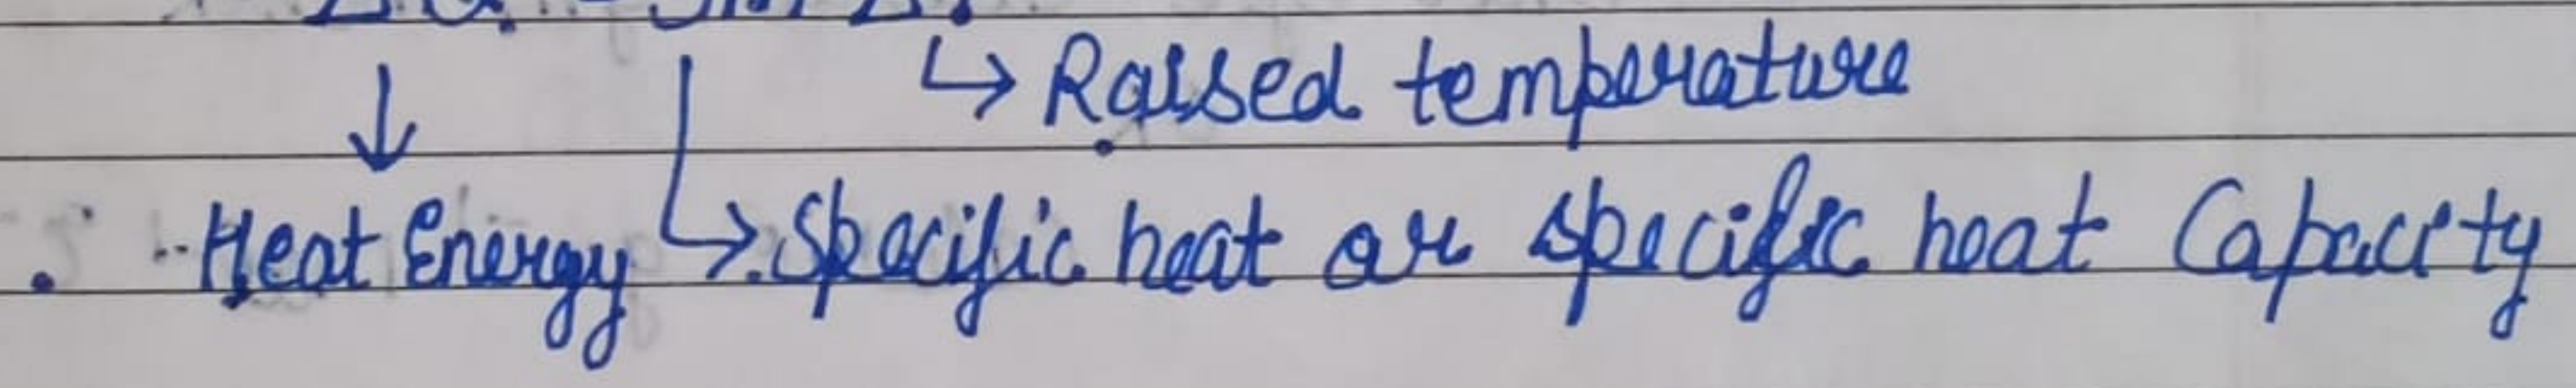 ↳ Raised temperature
Heat Energy ↳ Specific heat or specific heat Capacity